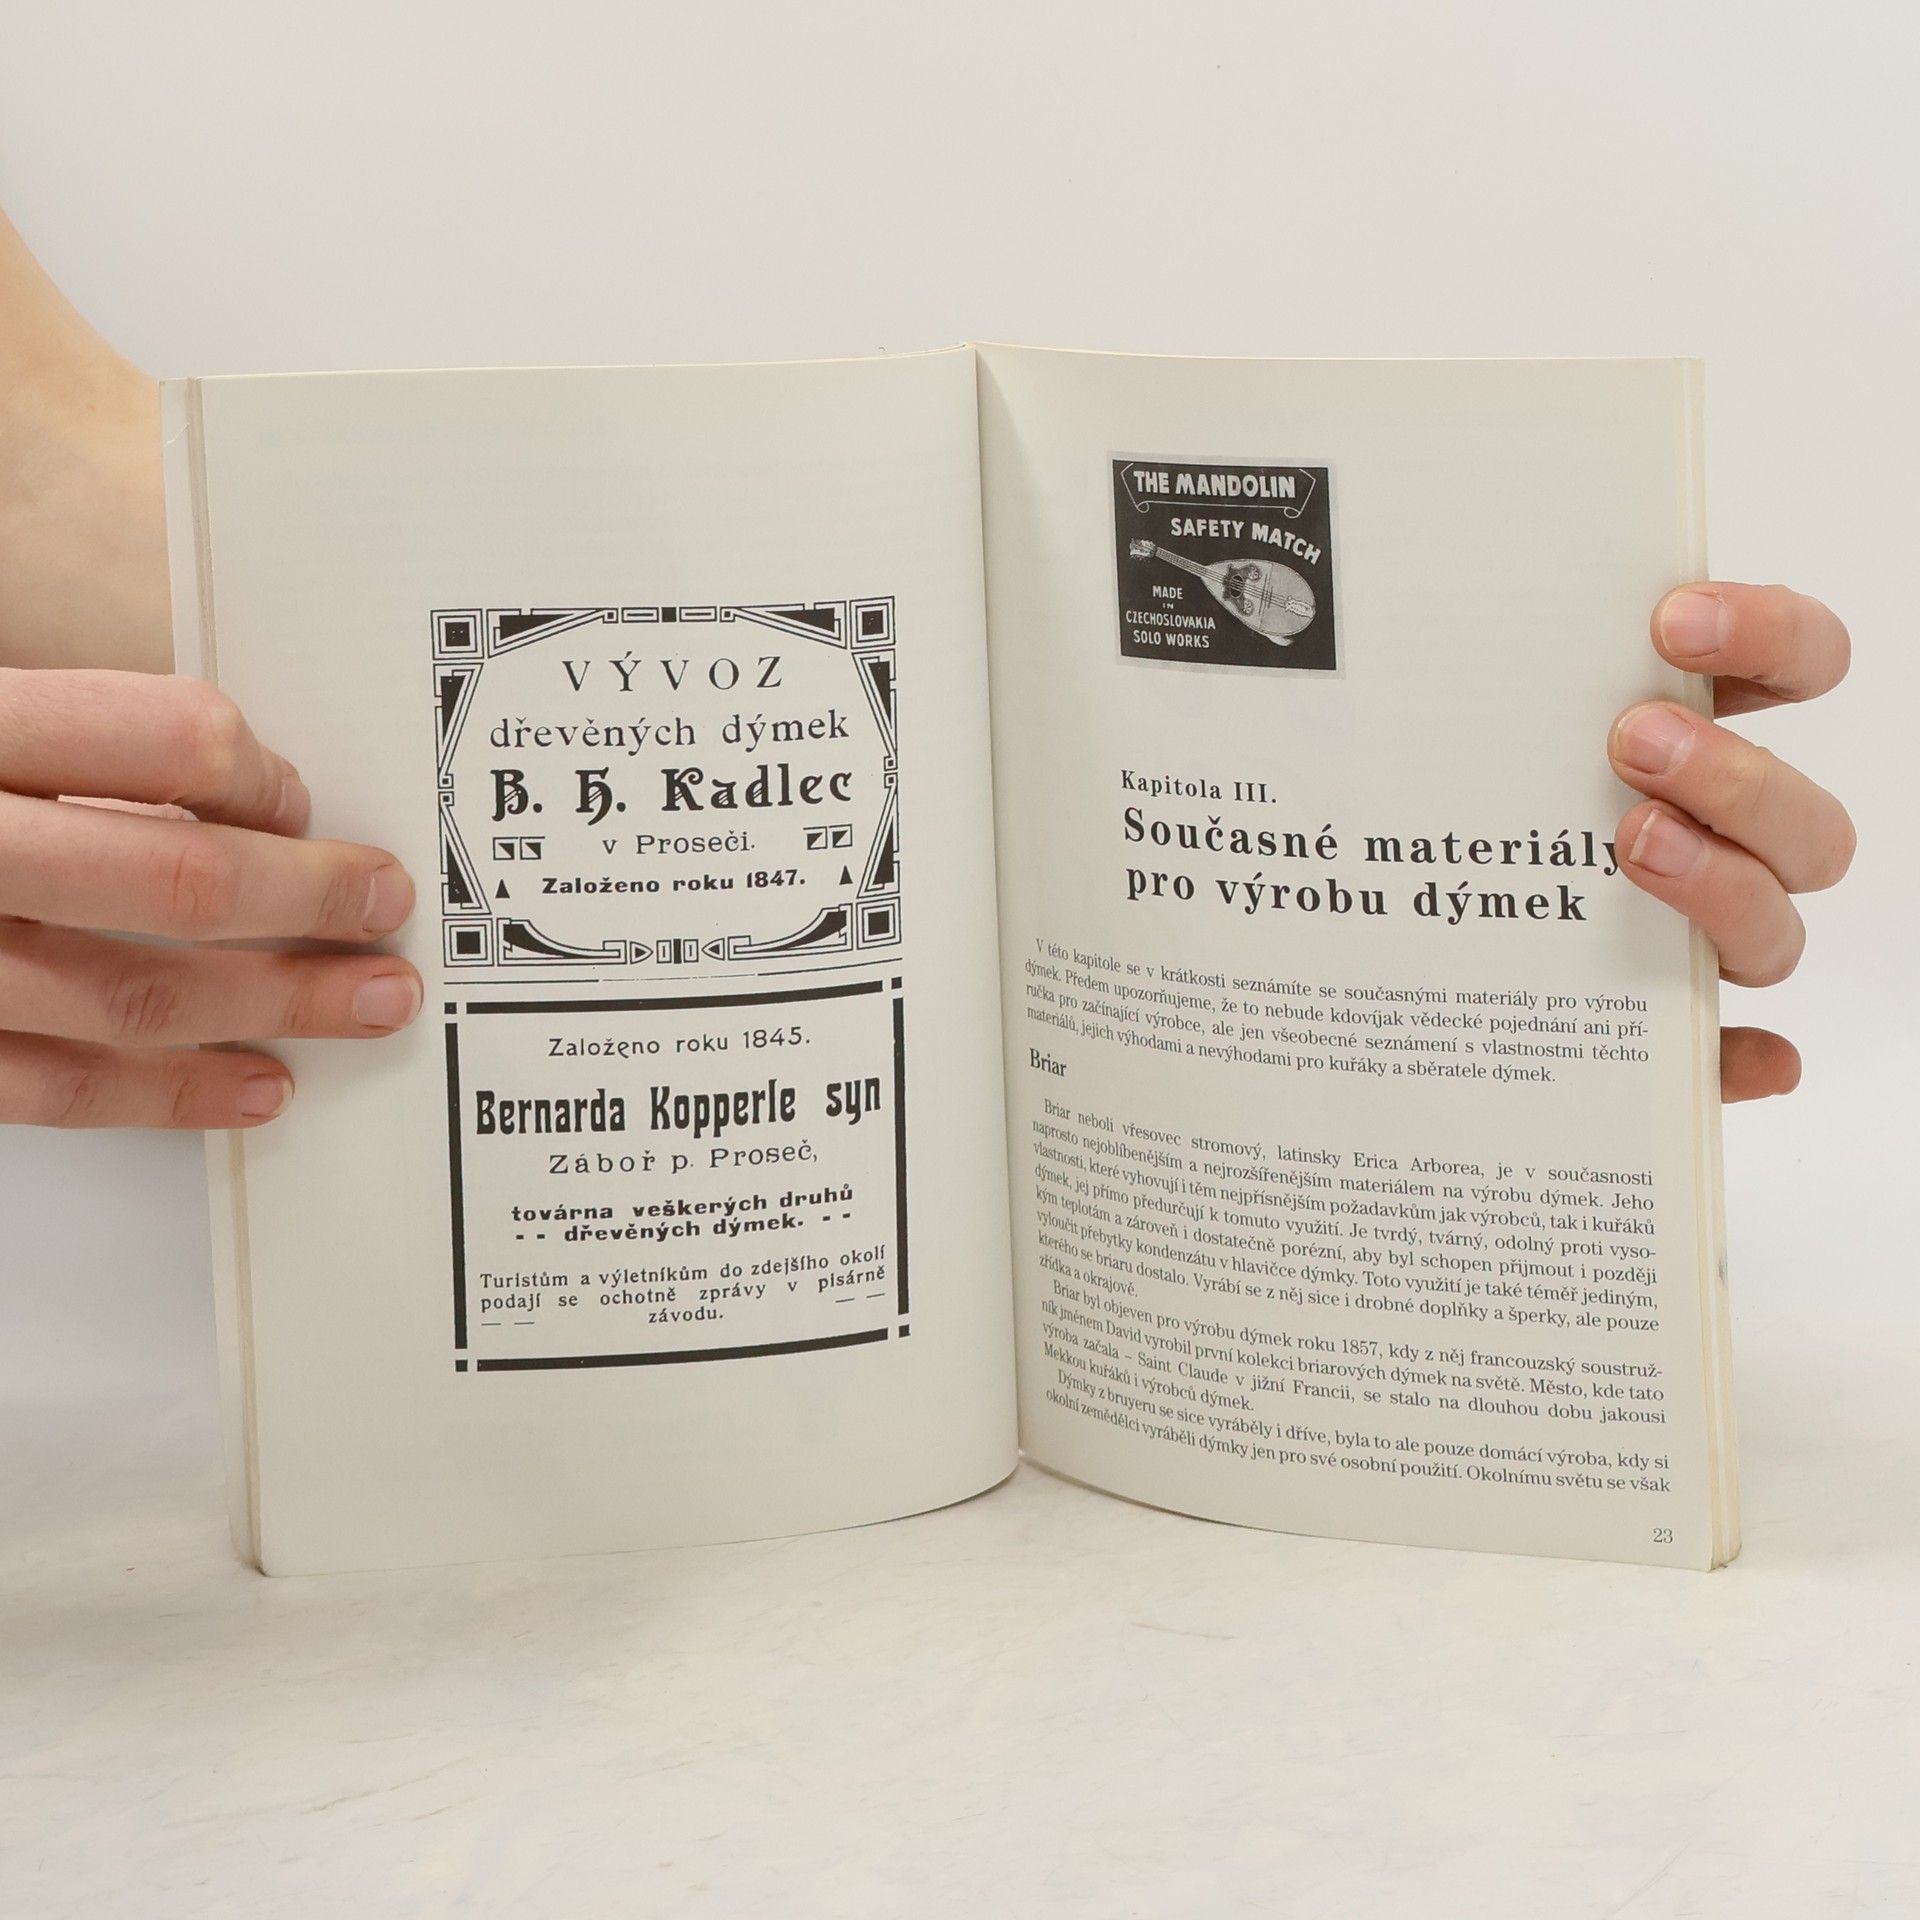 VÝVOZ
dřevěných dýmek
B. H. Kadlec
v Proseči.
Založeno roku 1847.
Založeno roku 1845.
Bernarda Kopperle syn
Zábоř p. Proseč,
továrna veškerých druhů
- - dřevěných dýmek. - -
Turistům a výletníkům do zdejšího okolí
podají se ochotně zprávy v pisárně
— — závodu. — —
THE MANDOLIN
SAFETY MATCH
MADE
IN
CZECHOSLOVAKIA
SOLO WORKS
Kapitola III.
Současné materiály
pro výrobu dýmek
V této kapitole se v krátkosti seznámíte se současnými materiály pro výrobu
dýmek. Předem upozorňujeme, že to nebude kdovíjak vědecké pojednání ani pří-
ručka pro začínající výrobce, ale jen všeobecné seznámení s vlastnostmi těchto
materiálů, jejich výhodami a nevýhodami pro kuřáky a sběratele dýmek.
Briar
Briar neboli vřesovec stromový, latinsky Erica Arborea, je v současnosti
naprosto nejoblíbenějším a nejrozšířenějším materiálem na výrobu dýmek. Jeho
vlastnosti, které vyhovují i těm nejpřísnějším požadavkům jak výrobců, tak i kuřáků
dýmek, jej přímo předurčují k tomuto využití. Je tvrdý, tvárný, odolný proti vyso-
kým teplotám a zároveň i dostatečně porézní, aby byl schopen přijmout i později
vyloučit přebytky kondenzátu v hlavičce dýmky. Toto využití je také téměř jediným,
kterého se briaru dostalo. Vyrábí se z něj sice i drobné doplňky a šperky, ale pouze
zřídka a okrajově.
Briar byl objeven pro výrobu dýmek roku 1857, kdy z něj francouzský soustruž-
ník jménem David vyrobil první kolekci briarových dýmek na světě. Město, kde tato
výroba začala – Saint Claude v jižní Francii, se stalo na dlouhou dobu jakousi
Mekkou kuřáků i výrobců dýmek.
Dýmky z bruyeru se sice vyráběly i dříve, byla to ale pouze domácí výroba, kdy si
okolní zemědělci vyráběli dýmky jen pro své osobní použití. Okolnímu světu se však
23